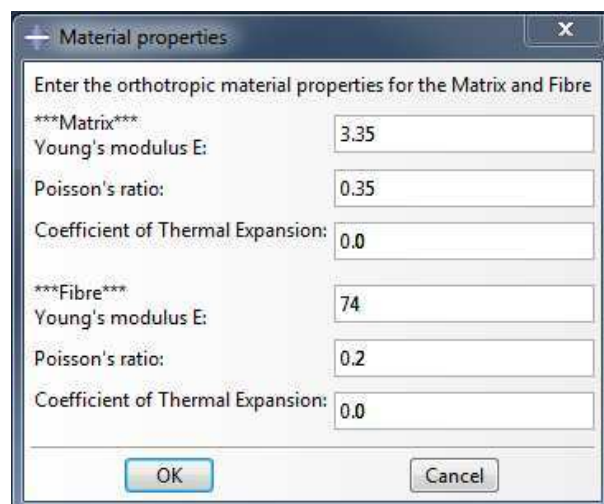 Material properties
x
Enter the orthotropic material properties for the Matrix and Fibre
***Matrix***
Young's modulus E:
3.35
Poisson's ratio:
0.35
Coefficient of Thermal Expansion:
0.0
***Fibre***
Young's modulus E:
74
Poisson's ratio:
0.2
Coefficient of Thermal Expansion:
0.0
OK
Cancel